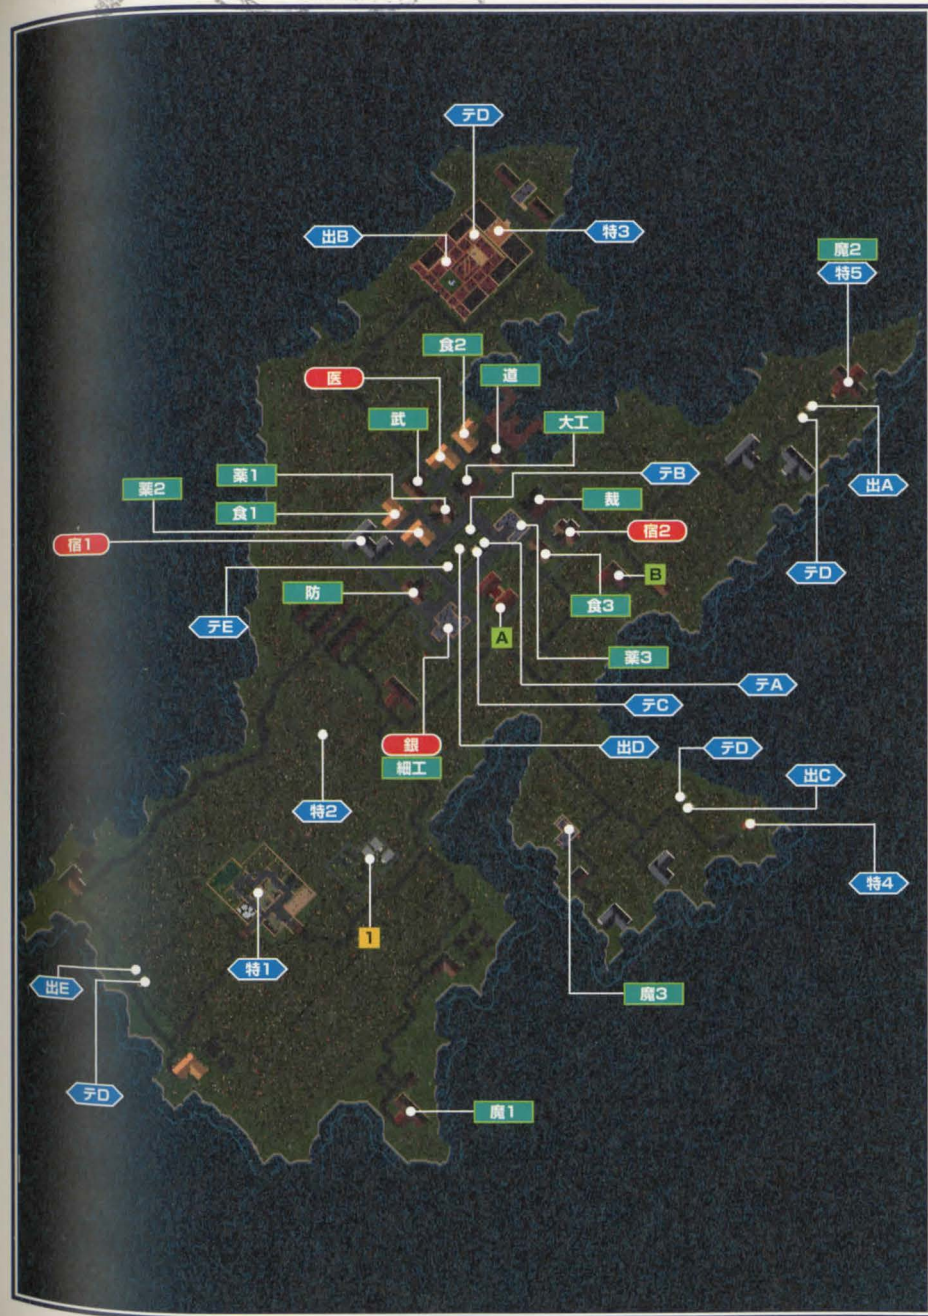 テD
出B
特3
魔2
特5
食2
道
医
武
大工
テB
薬1
薬2
食1
裁
出A
宿1
宿2
テD
B
防
食3
テE
A
薬3
テA
テC
銀
細工
出D
テD
出C
特2
特4
1
特1
出E
魔3
テD
魔1